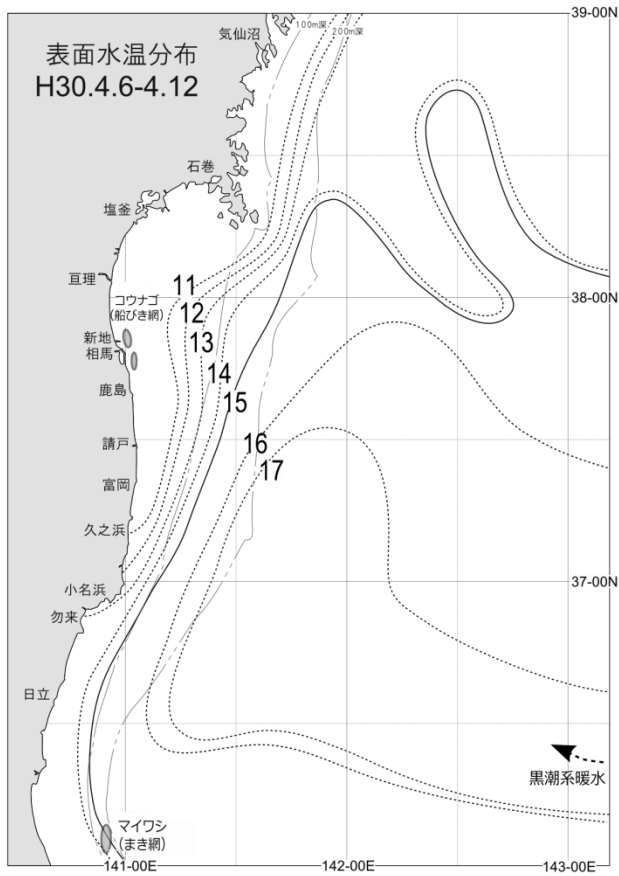 39-00N
気仙沼
100m深
200m深
表面水温分布
H30.4.6-4.12
石巻
塩釜
亘理
11
38-00N
コウナゴ
(船びき網)
12
新地
13
相馬
14
鹿島
15
請戸
16
17
富岡
久之浜
37-00N
小名浜
勿来
日立
黒潮系暖水
マイワシ
(まき網)
141-00E
142-00E
143-00E